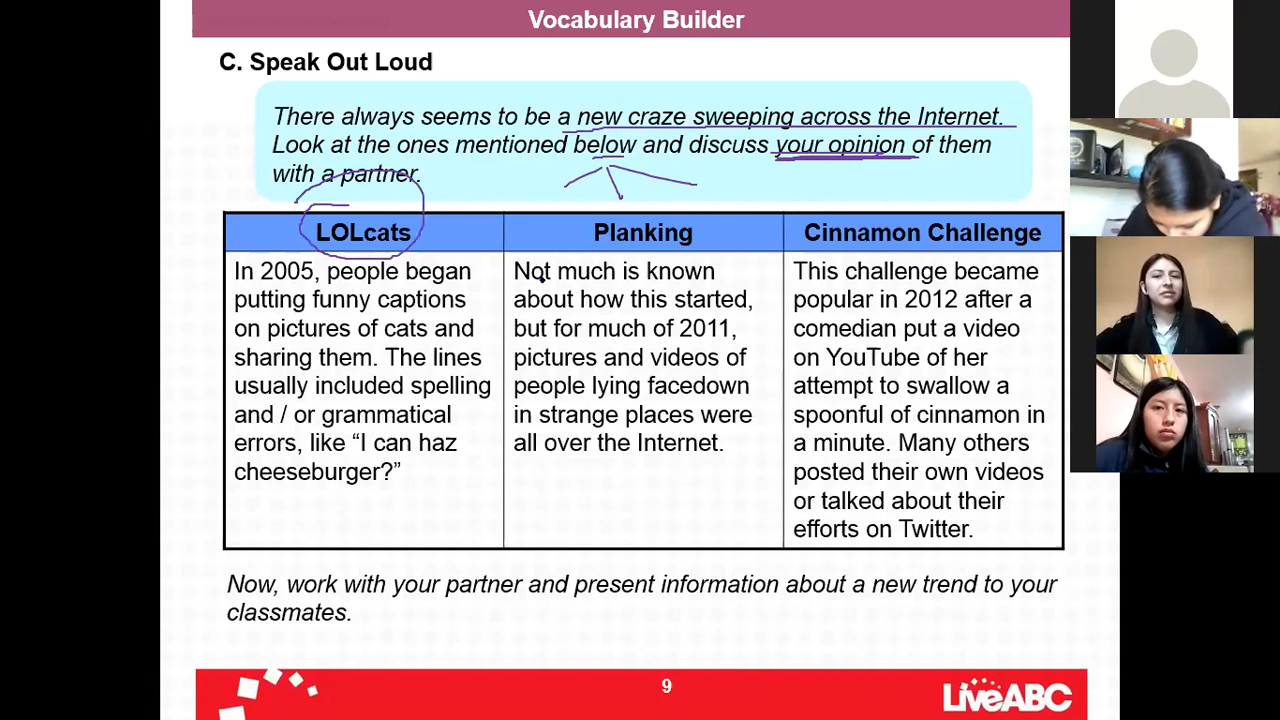 Vocabulary Builder
C. Speak Out Loud
There always seems to be a new craze sweeping across the Internet.
Look at the ones mentioned below and discuss your opinion of them
with a partner.
LOLcats
In 2005, people began
putting funny captions
on pictures of cats and
sharing them. The lines
usually included spelling
and / or grammatical
errors, like “I can haz
cheeseburger?”
Planking
Not much is known
about how this started,
but for much of 2011,
pictures and videos of
people lying facedown
in strange places were
all over the Internet.
Cinnamon Challenge
This challenge became
popular in 2012 after a
comedian put a video
on YouTube of her
attempt to swallow a
spoonful of cinnamon in
a minute. Many others
posted their own videos
or talked about their
efforts on Twitter.
Now, work with your partner and present information about a new trend to your
classmates.
9
LiveABC